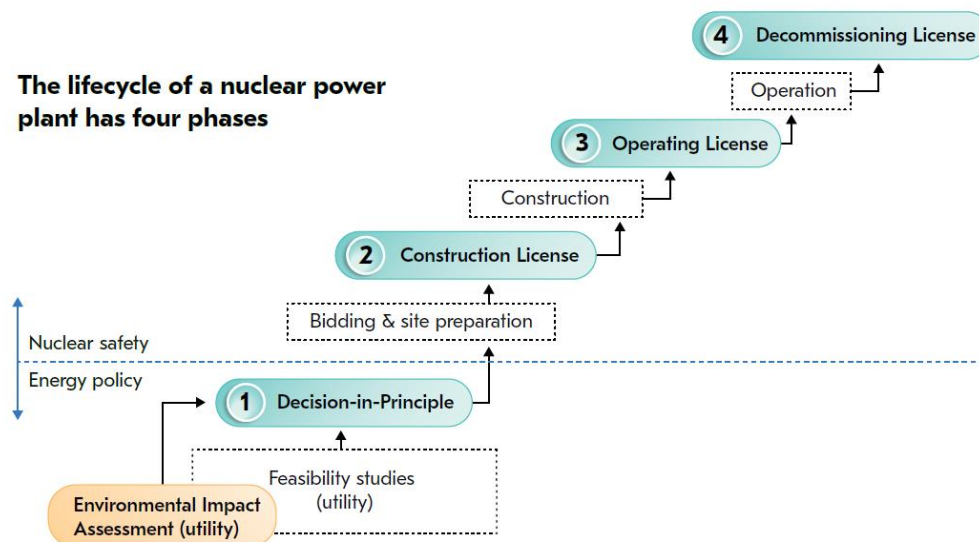 4 Decommissioning License
The lifecycle of a nuclear power
plant has four phases
Operation
3 Operating License
Construction
2 Construction License
Bidding & site preparation
Nuclear safety
Energy policy
1 Decision-in-Principle
Feasibility studies
(utility)
Environmental Impact
Assessment (utility)